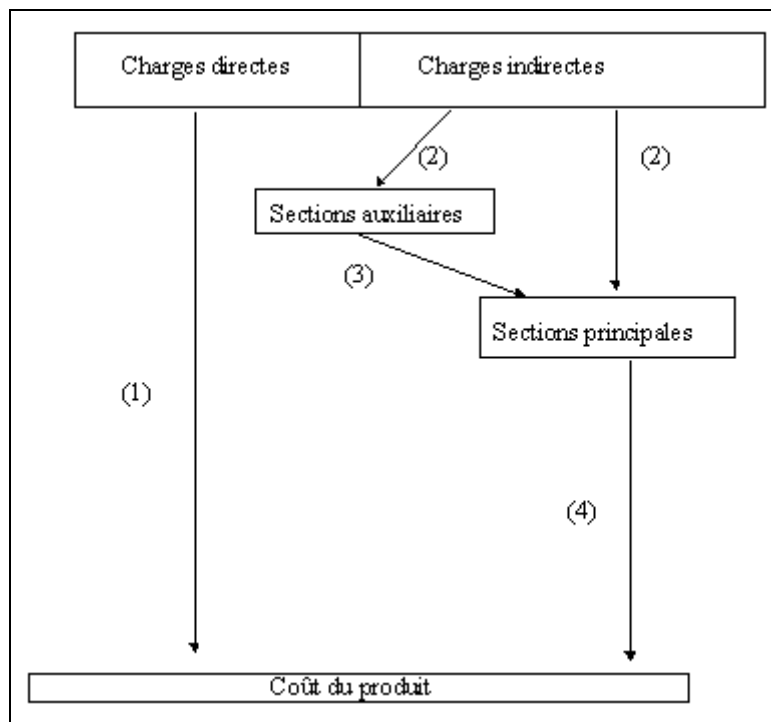 Charges directes
Charges indirectes
(2)
(2)
Sections auxiliaires
(3)
Sections principales
(1)
(4)
Coût du produit